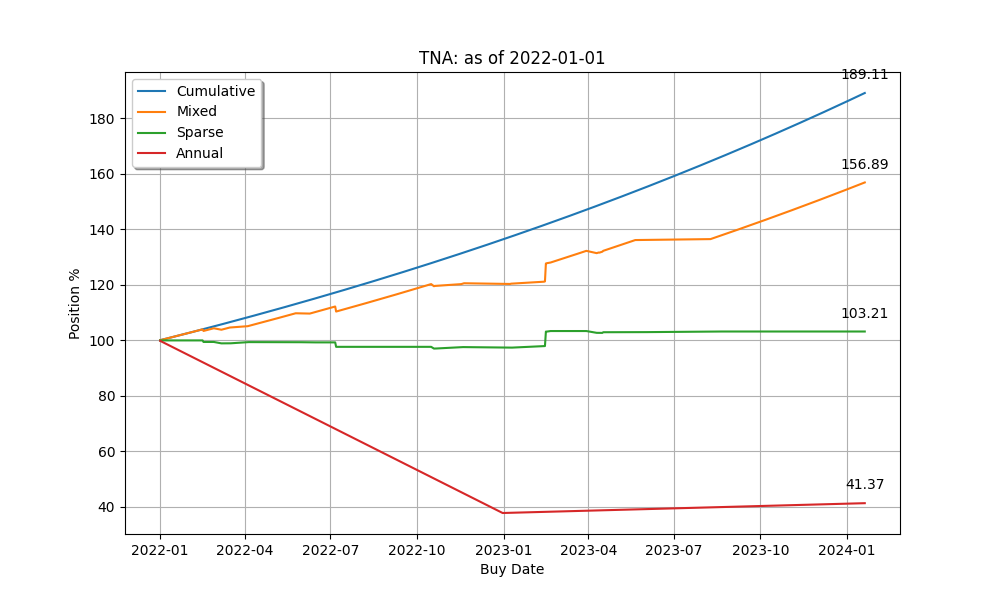 TNA: as of 2022-01-01
Cumulative
Mixed
Sparse
Annual
189.11
156.89
103.21
41.37
Position %
180
160
140
120
100
80
60
40
2022-01 2022-04 2022-07 2022-10 2023-01 2023-04 2023-07 2023-10 2024-01
Buy Date